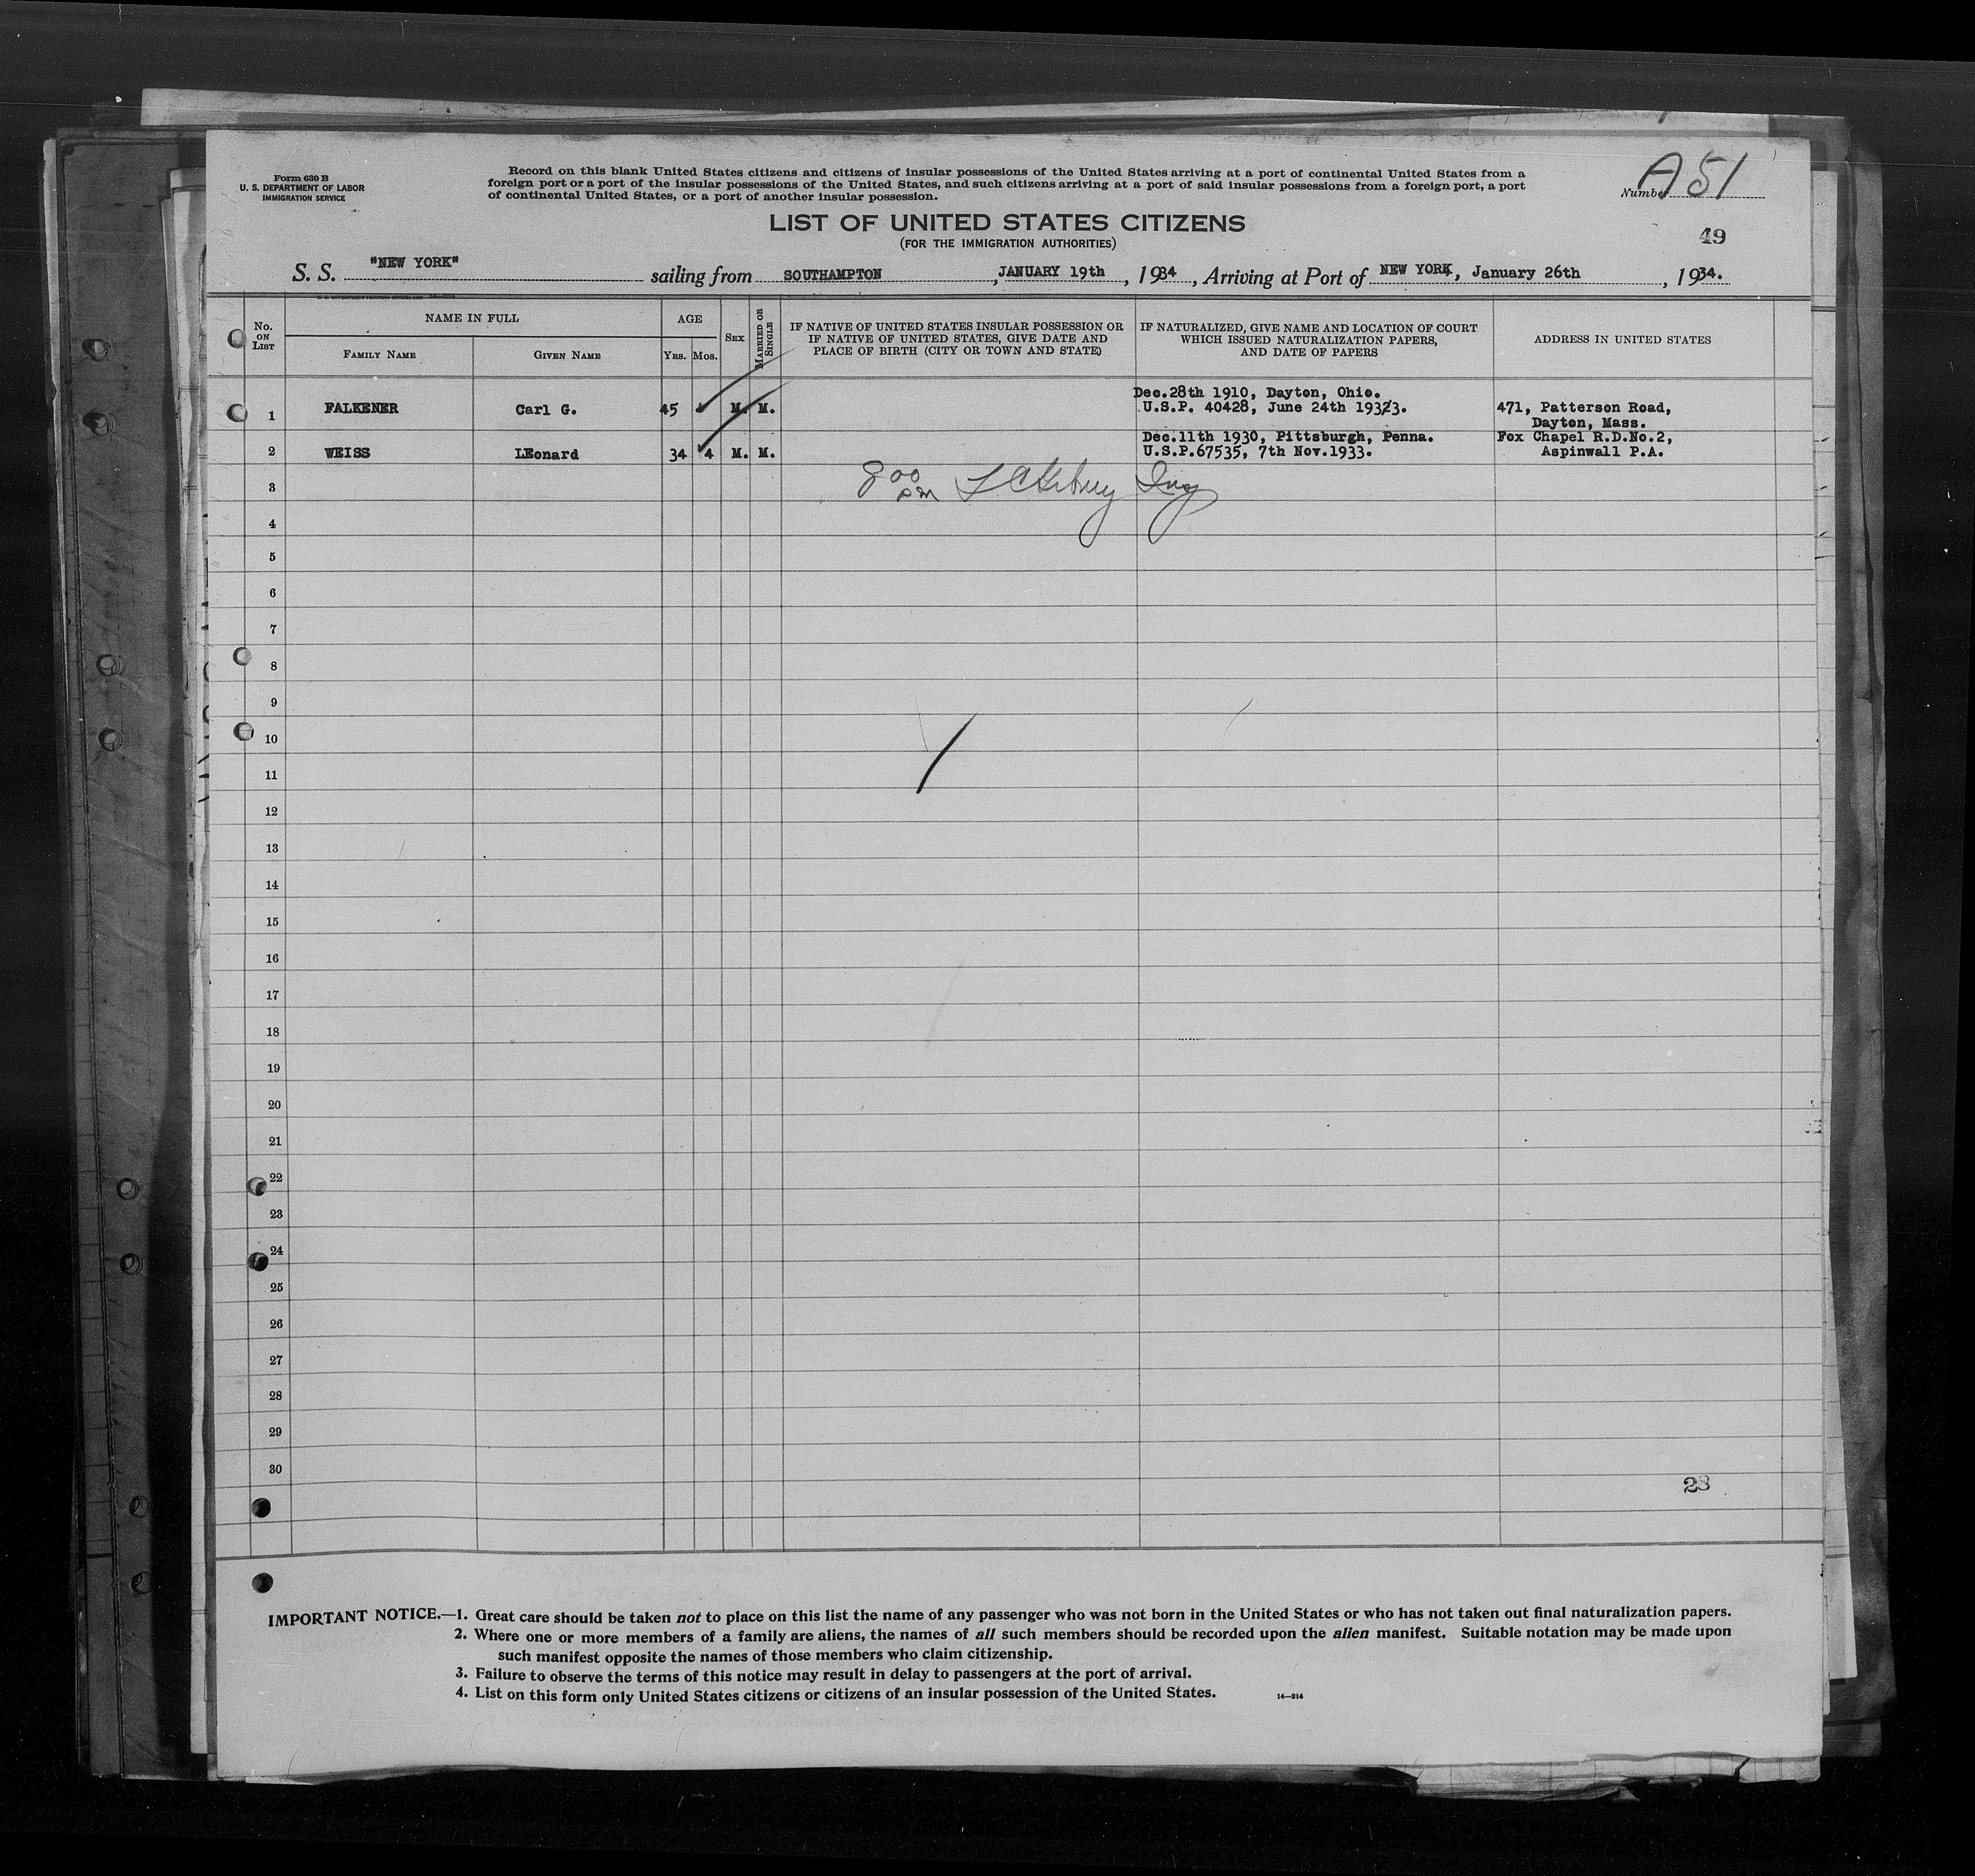 Form 630 B
U. S. DEPARTMENT OF LABOR
IMMIGRATION SERVICE
Record on this blank United States citizens and citizens of insular possessions of the United States arriving at a port of continental United States from a
foreign port or a port of the insular possessions of the United States, and such citizens arriving at a port of said insular possessions from a foreign port, a port
of continental United States, or a port of another insular possession.
Number A 51
LIST OF UNITED STATES CITIZENS
(FOR THE IMMIGRATION AUTHORITIES)
49
S. S. "NEW YORK" sailing from SOUTHAMPTON, JANUARY 19th, 1934, Arriving at Port of NEW YORK, January 26th, 1934.
No. ON LIST
NAME IN FULL
FAMILY NAME
GIVEN NAME
AGE
YRS. MOS.
SEX
MARRIED OR SINGLE
IF NATIVE OF UNITED STATES INSULAR POSSESSION OR
IF NATIVE OF UNITED STATES, GIVE DATE AND
PLACE OF BIRTH (CITY OR TOWN AND STATE)
IF NATURALIZED, GIVE NAME AND LOCATION OF COURT
WHICH ISSUED NATURALIZATION PAPERS,
AND DATE OF PAPERS
ADDRESS IN UNITED STATES
Dec.28th 1910, Dayton, Ohio.
1 FALKENER Carl G. 45 M. M. U.S.P. 40428, June 24th 1933. 471, Patterson Road,
Dayton, Mass.
Dec.11th 1930, Pittsburgh, Penna. Fox Chapel R.D.No.2,
2 WEISS LEonard 34 4 M. M. U.S.P.67535, 7th Nov.1933. Aspinwall P.A.
3 8 00 pm Insp
4
5
6
7
8
9
10
11
12
13
14
15
16
17
18
19
20
21
22
23
24
25
26
27
28
29
30
28
IMPORTANT NOTICE.—1. Great care should be taken not to place on this list the name of any passenger who was not born in the United States or who has not taken out final naturalization papers.
2. Where one or more members of a family are aliens, the names of all such members should be recorded upon the alien manifest. Suitable notation may be made upon
such manifest opposite the names of those members who claim citizenship.
3. Failure to observe the terms of this notice may result in delay to passengers at the port of arrival.
4. List on this form only United States citizens or citizens of an insular possession of the United States.
14—214